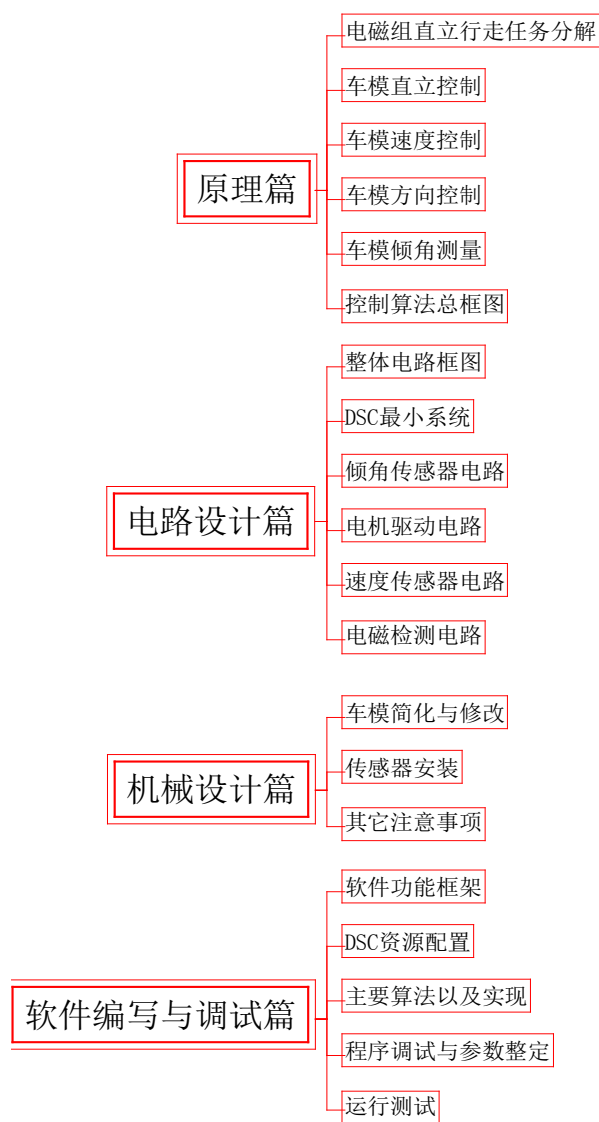 原理篇
电磁组直立行走任务分解
车模直立控制
车模速度控制
车模方向控制
车模倾角测量
控制算法总框图
电路设计篇
整体电路框图
DSC最小系统
倾角传感器电路
电机驱动电路
速度传感器电路
电磁检测电路
机械设计篇
车模简化与修改
传感器安装
其它注意事项
软件编写与调试篇
软件功能框架
DSC资源配置
主要算法以及实现
程序调试与参数整定
运行测试